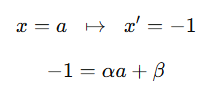 x = a ↦ x′ = −1
−1 = αa + β